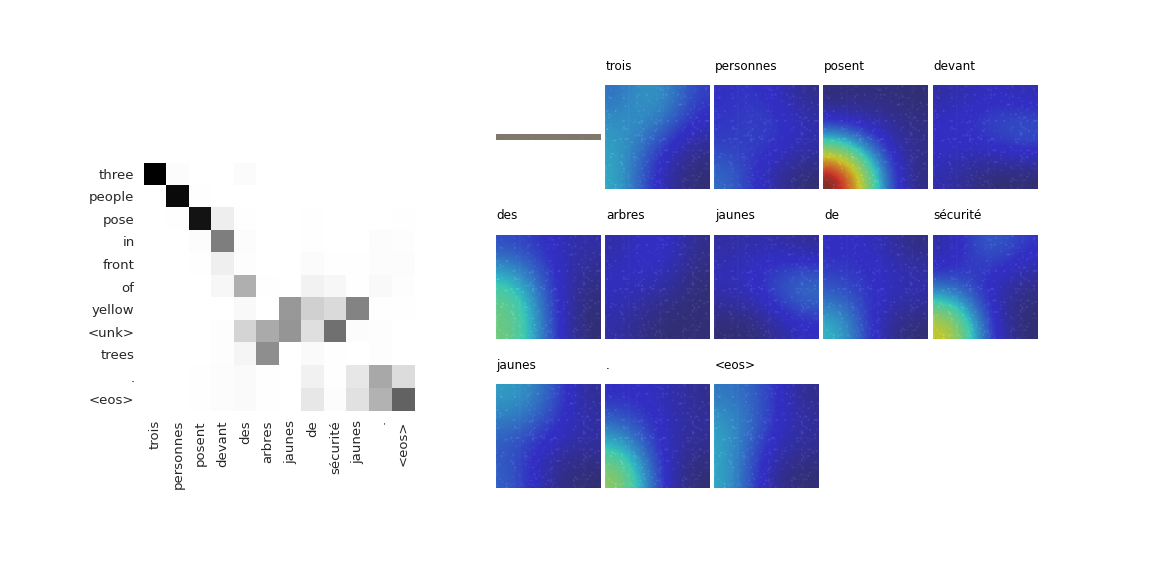 three
people
pose
in
front
of
yellow
<unk>
trees
.
<eos>
trois
personnes
posent
devant
des
arbres
jaunes
de
sécurité
jaunes
.
<eos>
trois personnes posent devant
des arbres jaunes de sécurité
jaunes . <eos>